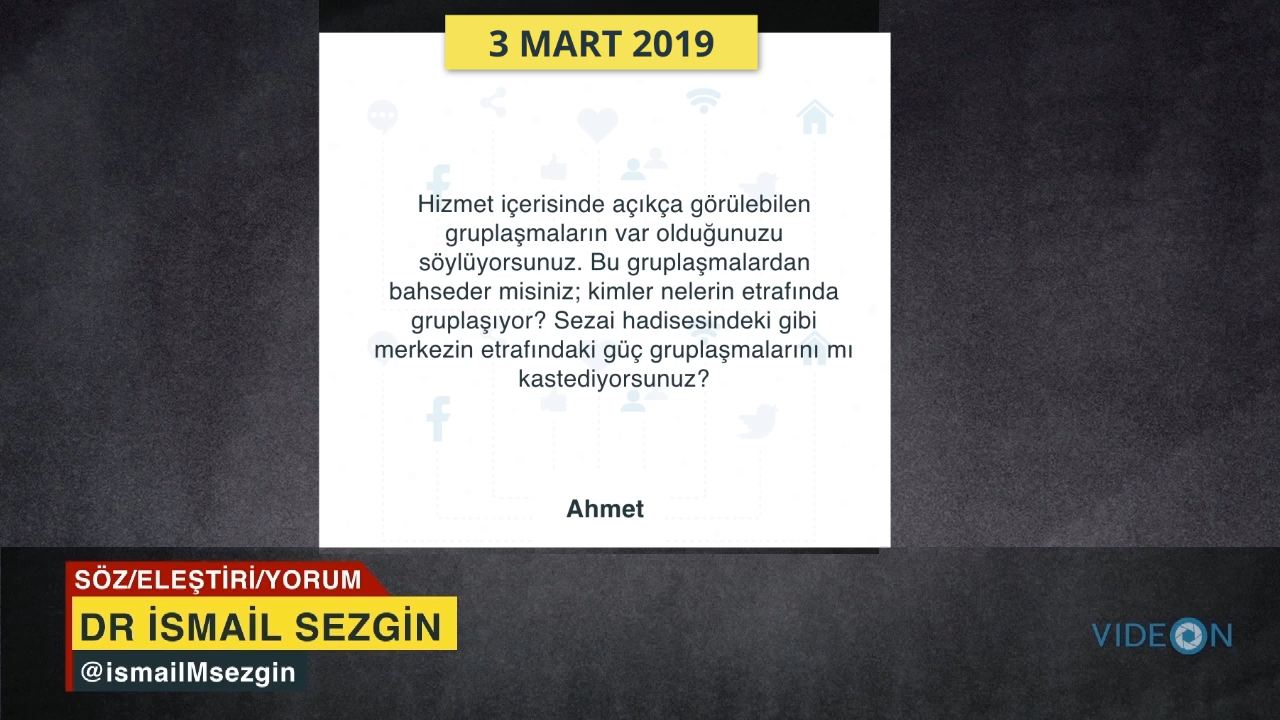 3 MART 2019
Hizmet içerisinde açıkça görülebilen
gruplaşmaların var olduğunuzu
söylüyorsunuz. Bu gruplaşmalardan
bahseder misiniz; kimler nelerin etrafında
gruplaşıyor? Sezai hadisesindeki gibi
merkezin etrafındaki güç gruplaşmalarını mı
kastediyorsunuz?
Ahmet
SÖZ/ELEŞTİRİ/YORUM
DR İSMAİL SEZGİN
@ismailMsezgin
VIDEON